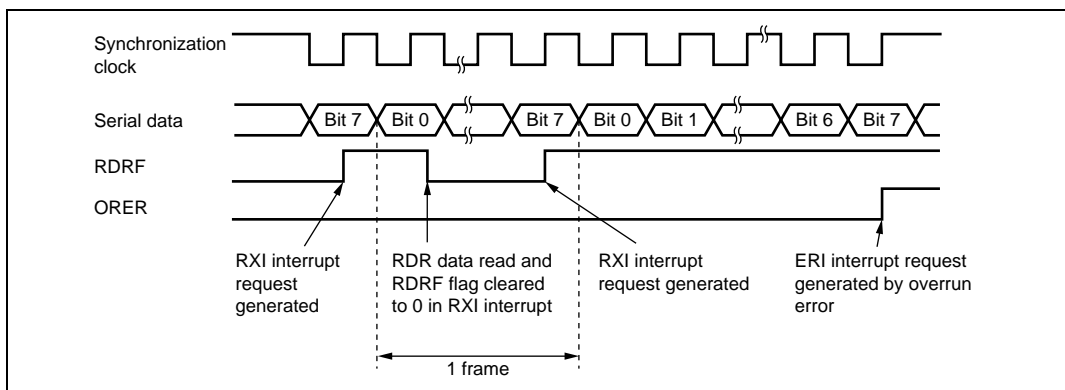 Synchronization
clock
Serial data
Bit 7
Bit 0
Bit 7
Bit 0
Bit 1
Bit 6
Bit 7
RDRF
ORER
RXI interrupt
request
generated
RDR data read and
RDRF flag cleared
to 0 in RXI interrupt
RXI interrupt
request generated
ERI interrupt request
generated by overrun
error
1 frame